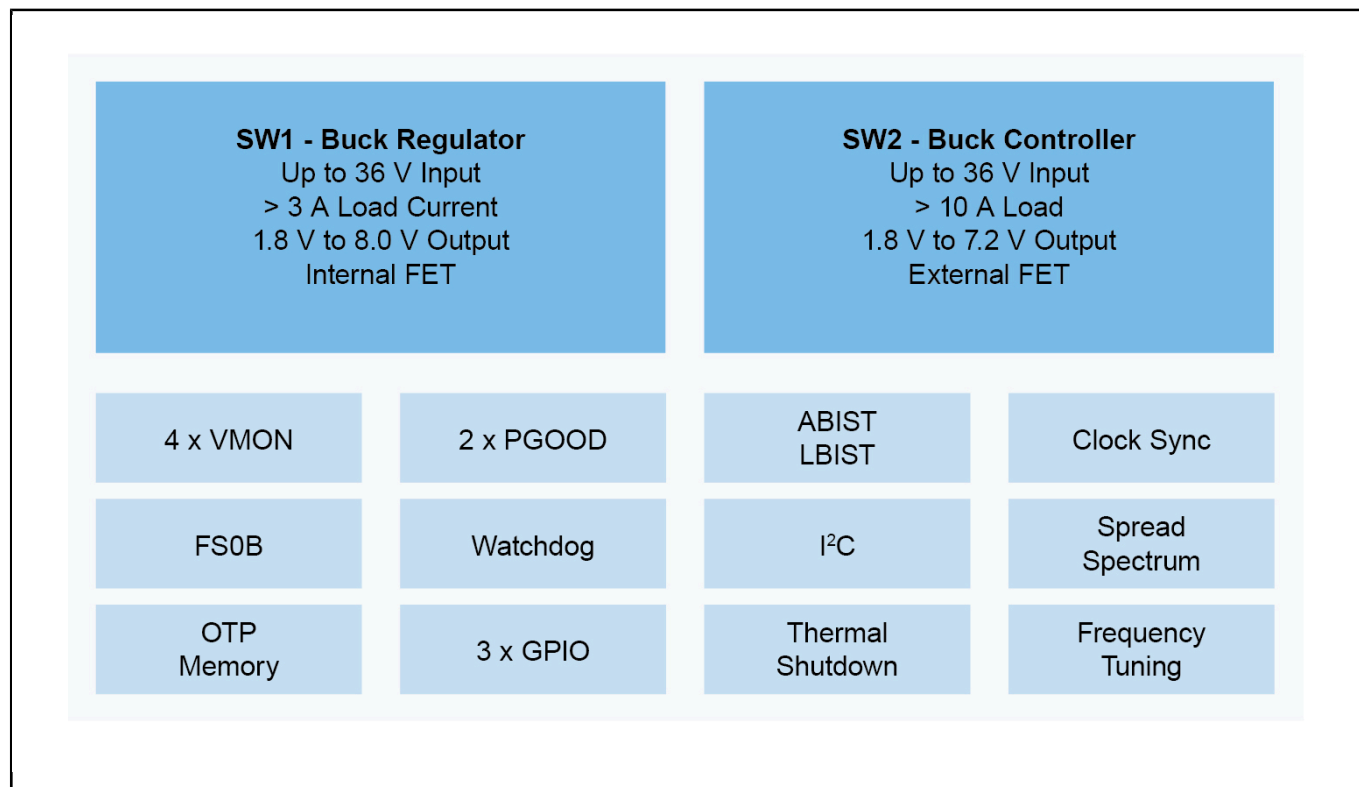 SW1 - Buck Regulator
Up to 36 V Input
> 3 A Load Current
1.8 V to 8.0 V Output
Internal FET
SW2 - Buck Controller
Up to 36 V Input
> 10 A Load
1.8 V to 7.2 V Output
External FET
4 x VMON
2 x PGOOD
ABIST
LBIST
Clock Sync
FS0B
Watchdog
I²C
Spread
Spectrum
OTP
Memory
3 x GPIO
Thermal
Shutdown
Frequency
Tuning